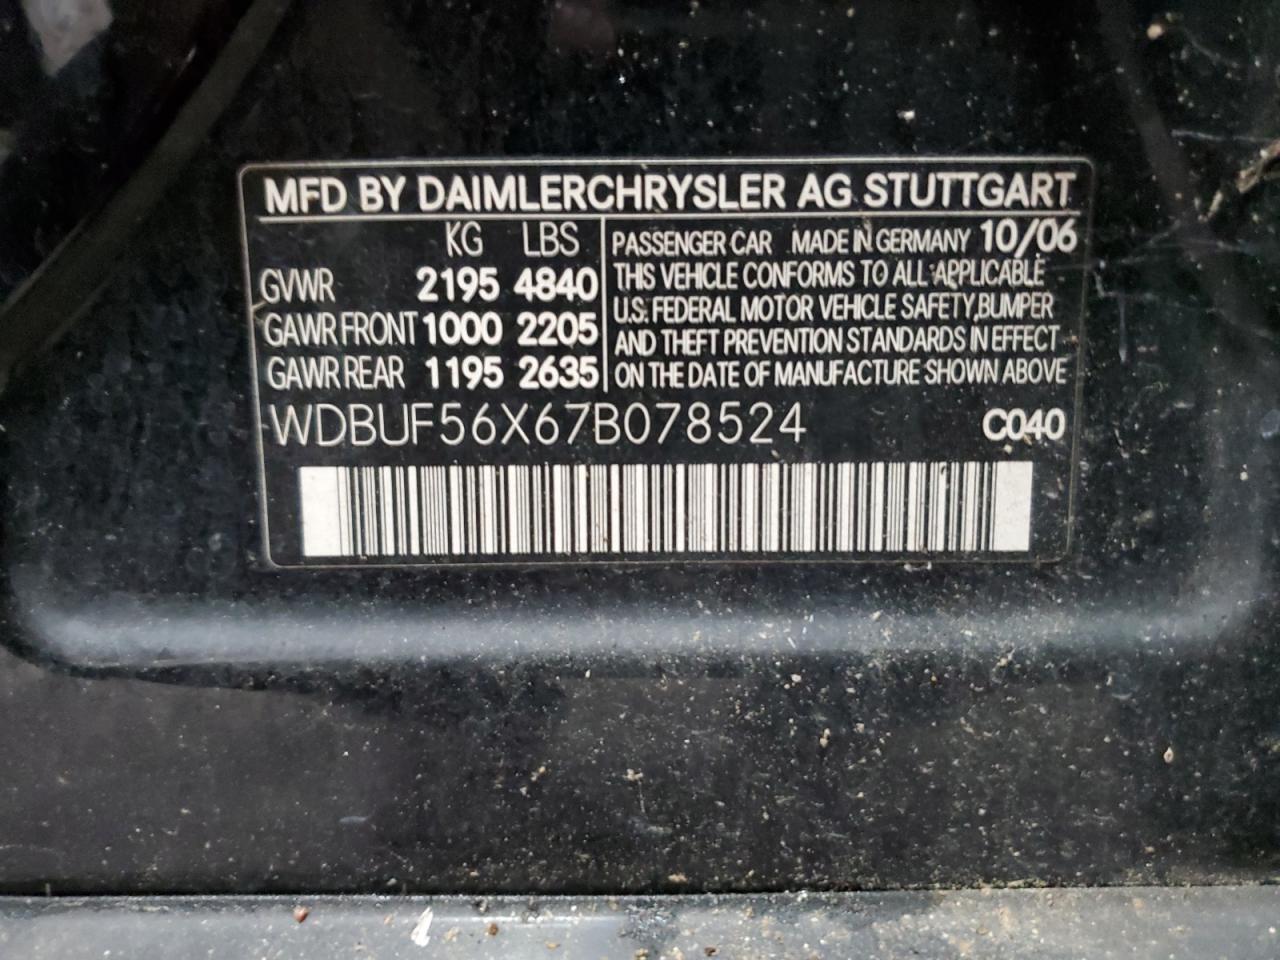 MFD BY DAIMLERCHRYSLER AG STUTTGART
KG LBS
GVWR 2195 4840
GAWR FRONT 1000 2205
GAWR REAR 1195 2635
PASSENGER CAR MADE IN GERMANY 10/06
THIS VEHICLE CONFORMS TO ALL APPLICABLE
U.S. FEDERAL MOTOR VEHICLE SAFETY, BUMPER
AND THEFT PREVENTION STANDARDS IN EFFECT
ON THE DATE OF MANUFACTURE SHOWN ABOVE
WDBUF56X67B078524 C040